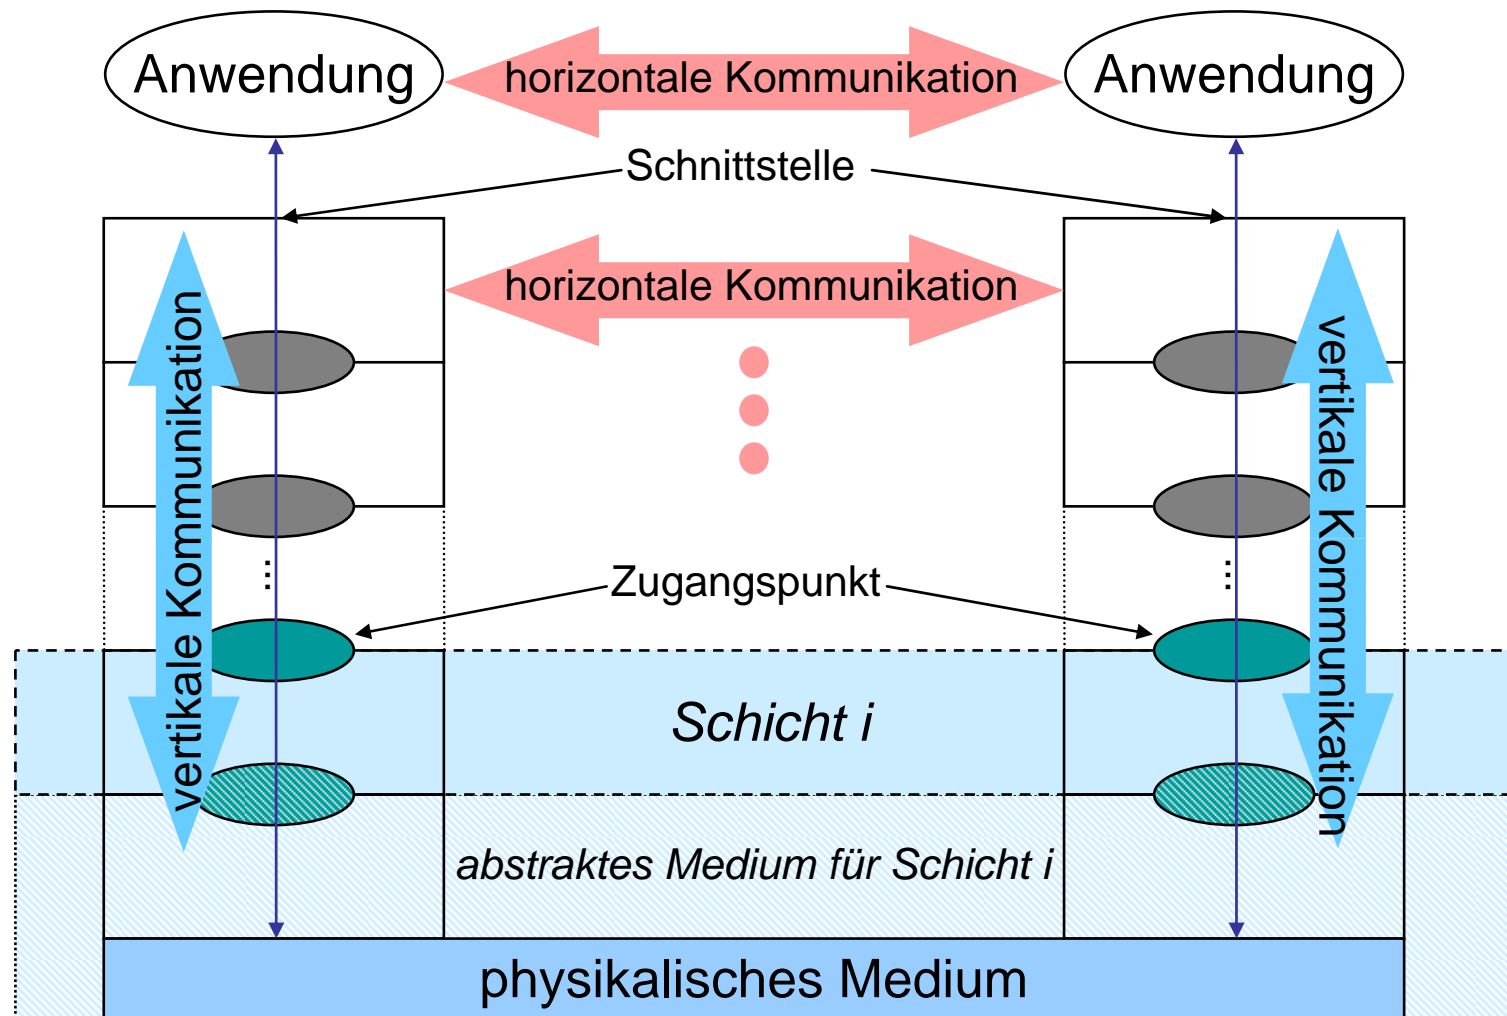 Anwendung
horizontale Kommunikation
Anwendung
Schnittstelle
horizontale Kommunikation
vertikale Kommunikation
vertikale Kommunikation
...
...
Zugangspunkt
Schicht i
abstraktes Medium für Schicht i
physikalisches Medium